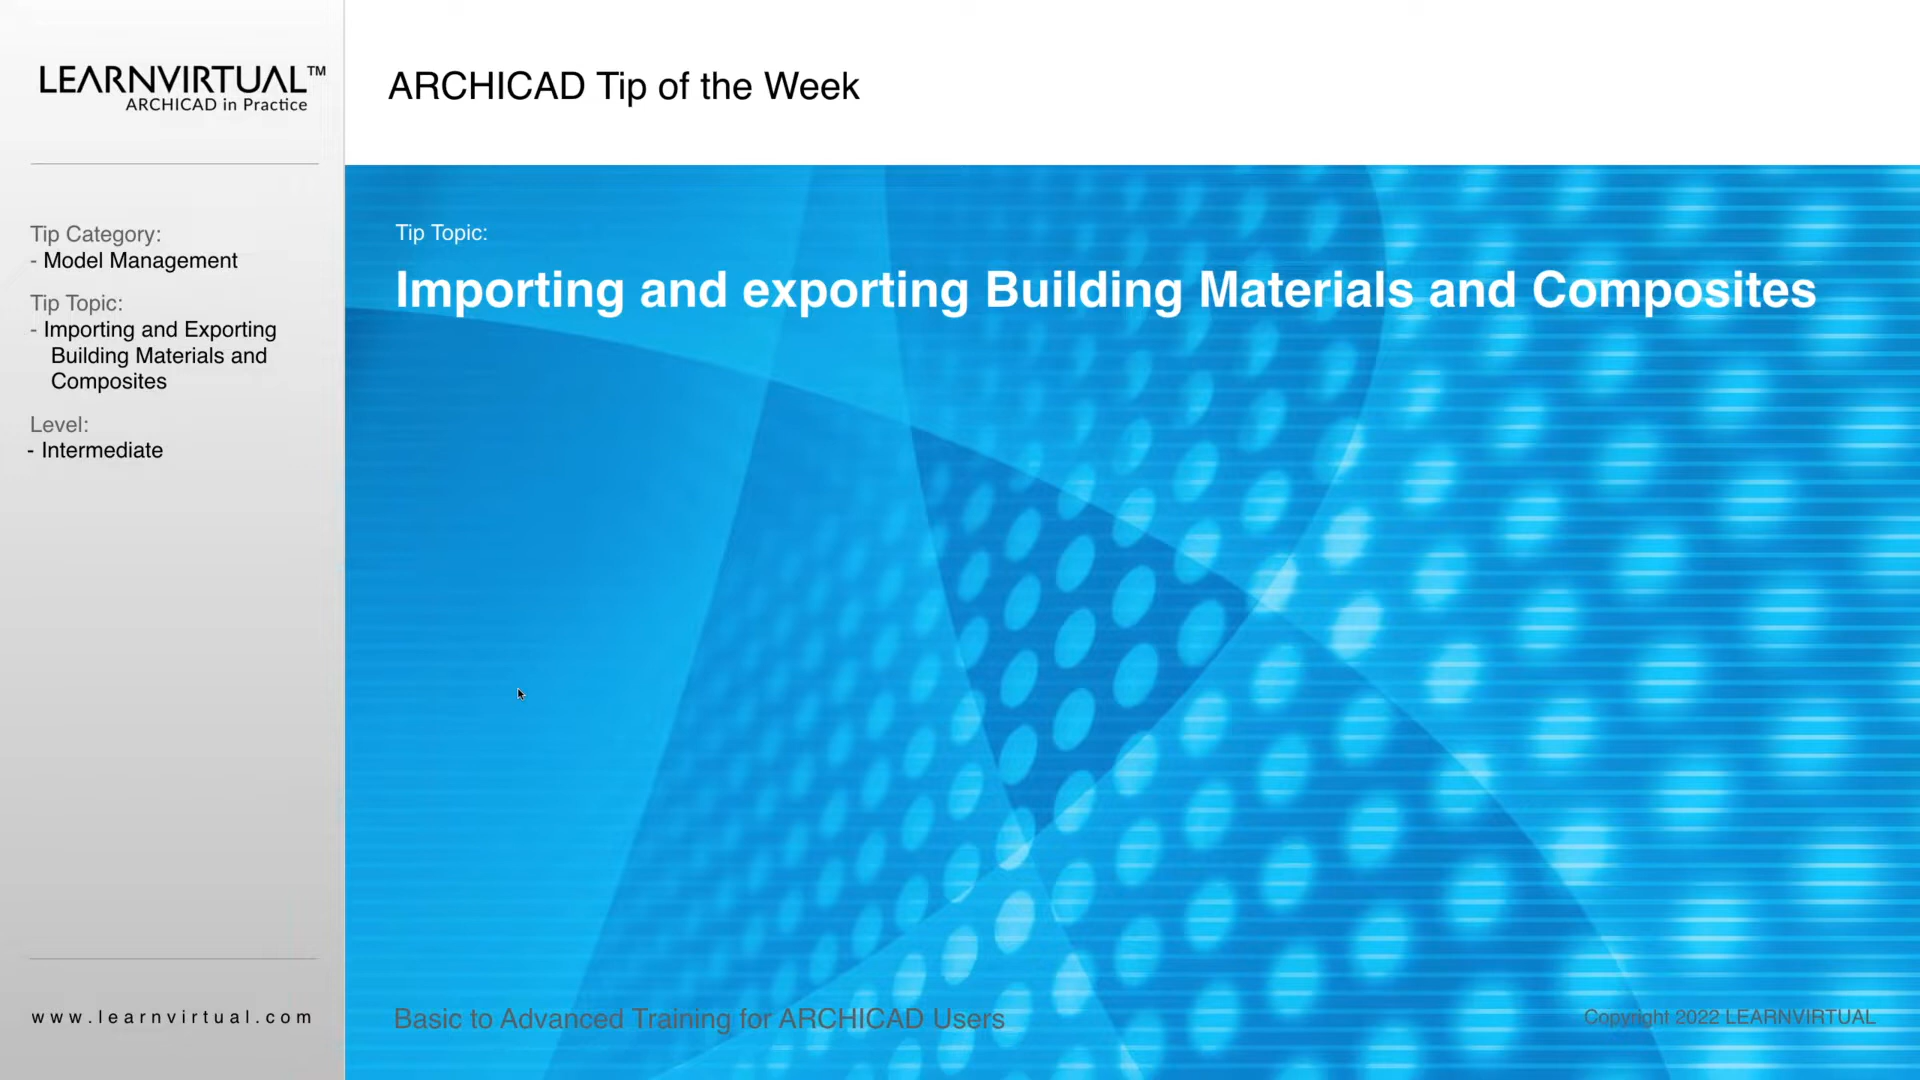 LEARNVIRTUAL™
ARCHICAD in Practice
Tip Category:
- Model Management
Tip Topic:
- Importing and Exporting
Building Materials and
Composites
Level:
- Intermediate
www.learnvirtual.com
ARCHICAD Tip of the Week
Tip Topic:
Importing and exporting Building Materials and Composites
Basic to Advanced Training for ARCHICAD Users
Copyright 2022 LEARNVIRTUAL